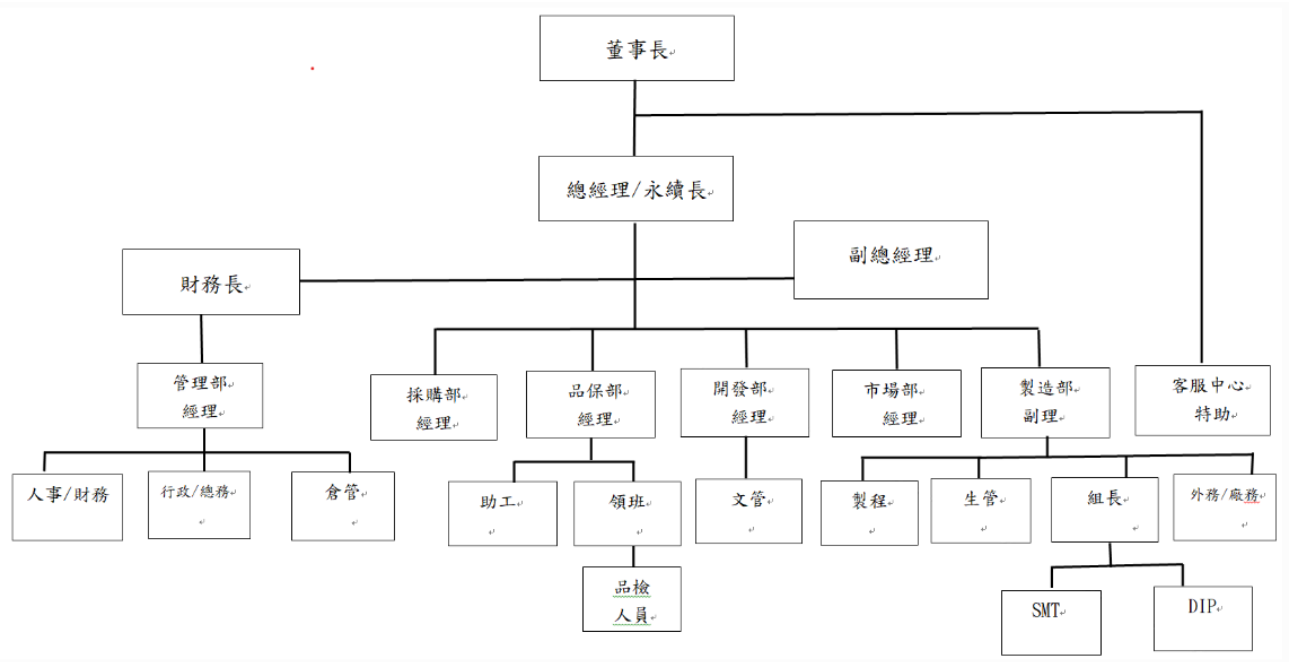 董事長
總經理/永續長
副總經理
財務長
管理部
經理
採購部
經理
品保部
經理
開發部
經理
市場部
經理
製造部
副理
客服中心
特助
人事/財務
行政/總務
倉管
助工
領班
文管
製程
生管
組長
外務/廠務
品檢
人員
SMT
DIP